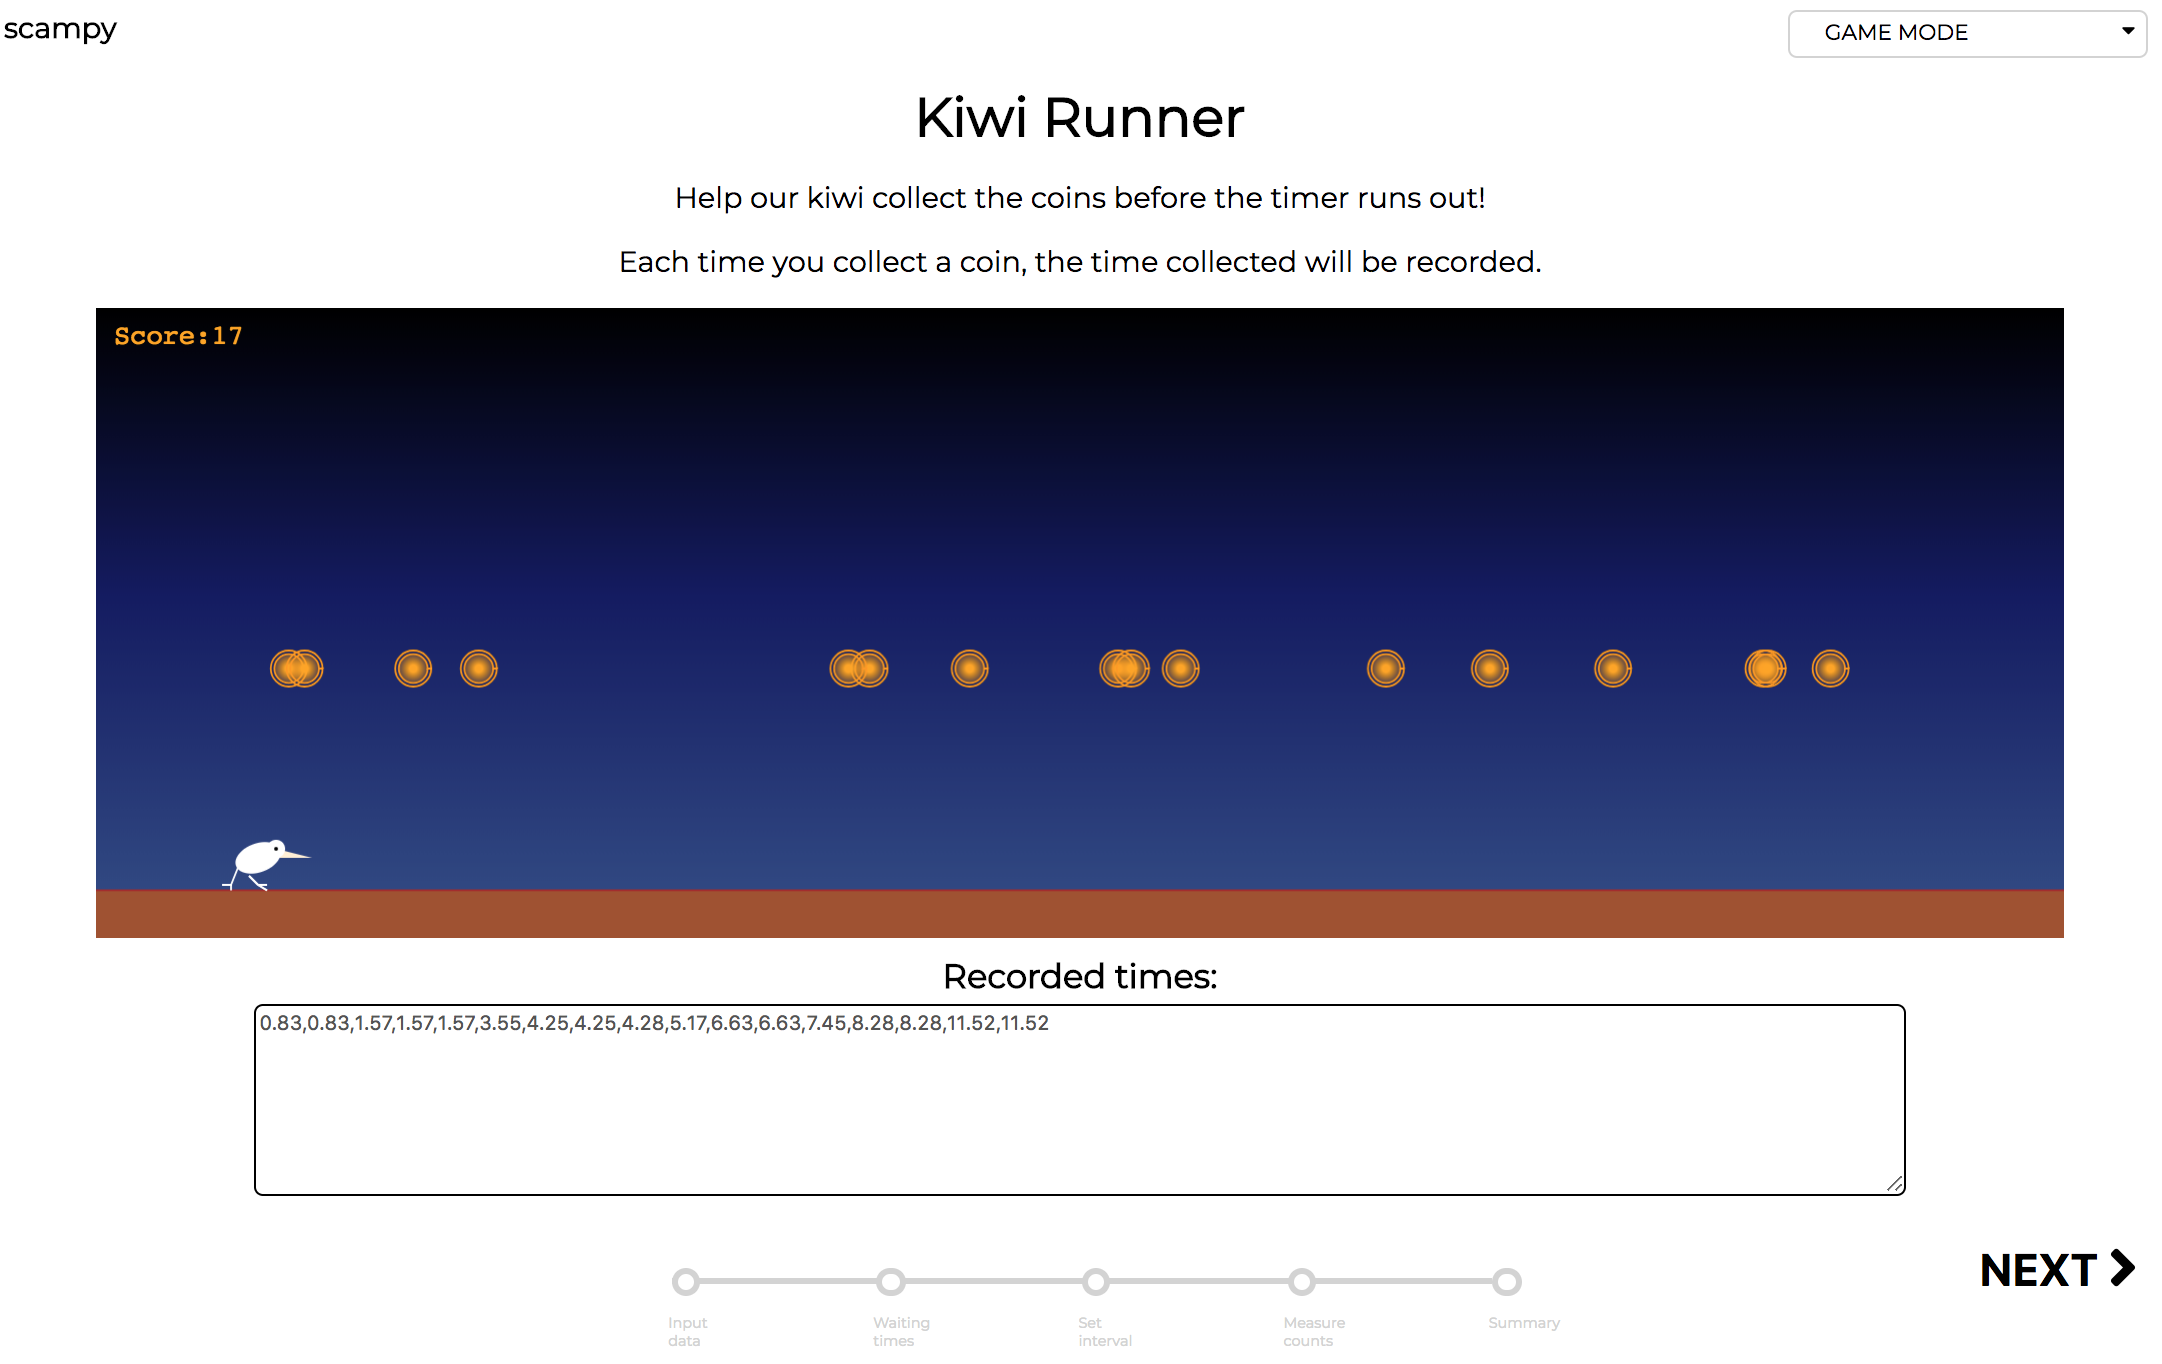 scampy
GAME MODE
Kiwi Runner
Help our kiwi collect the coins before the timer runs out!
Each time you collect a coin, the time collected will be recorded.
Score:17
Recorded times:
0.83,0.83,1.57,1.57,1.57,3.55,4.25,4.25,4.28,5.17,6.63,6.63,7.45,8.28,8.28,11.52,11.52
NEXT
Input
data
Waiting
times
Set
interval
Measure
counts
Summary